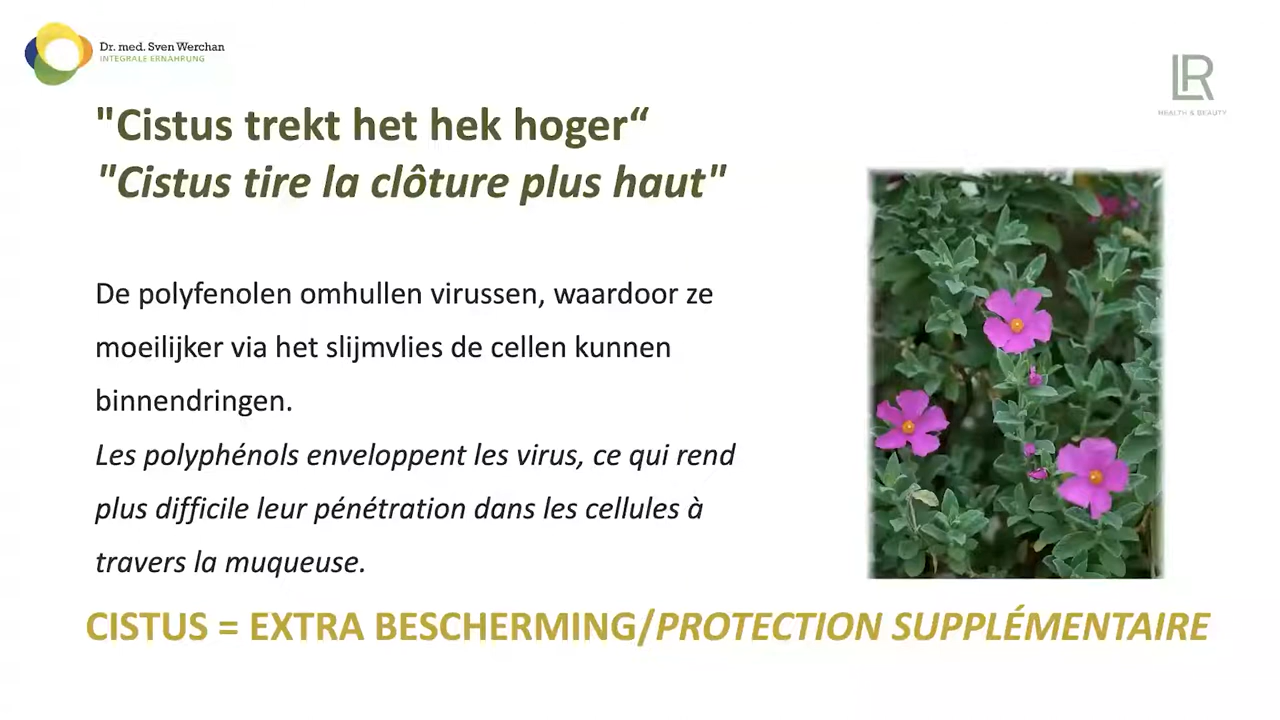 Dr. med. Sven Werchan
INTEGRALE ERNÄHRUNG
LR
HEALTH & BEAUTY
"Cistus trekt het hek hoger“
"Cistus tire la clôture plus haut"
De polyfenolen omhullen virussen, waardoor ze
moeilijker via het slijmvlies de cellen kunnen
binnendringen.
Les polyphénols enveloppent les virus, ce qui rend
plus difficile leur pénétration dans les cellules à
travers la muqueuse.
CISTUS = EXTRA BESCHERMING/PROTECTION SUPPLÉMENTAIRE